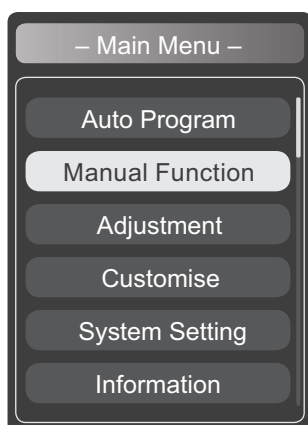 – Main Menu –
Auto Program
Manual Function
Adjustment
Customise
System Setting
Information